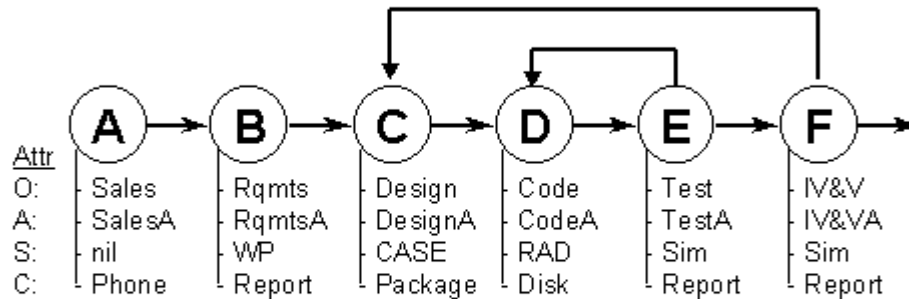 A B C D E F
Attr
O: - Sales - Rqmts - Design - Code - Test - IV&V
A: - SalesA - RqmtsA - DesignA - CodeA - TestA - IV&VA
S: - nil - WP - CASE - RAD - Sim - Sim
C: - Phone - Report - Package - Disk - Report - Report